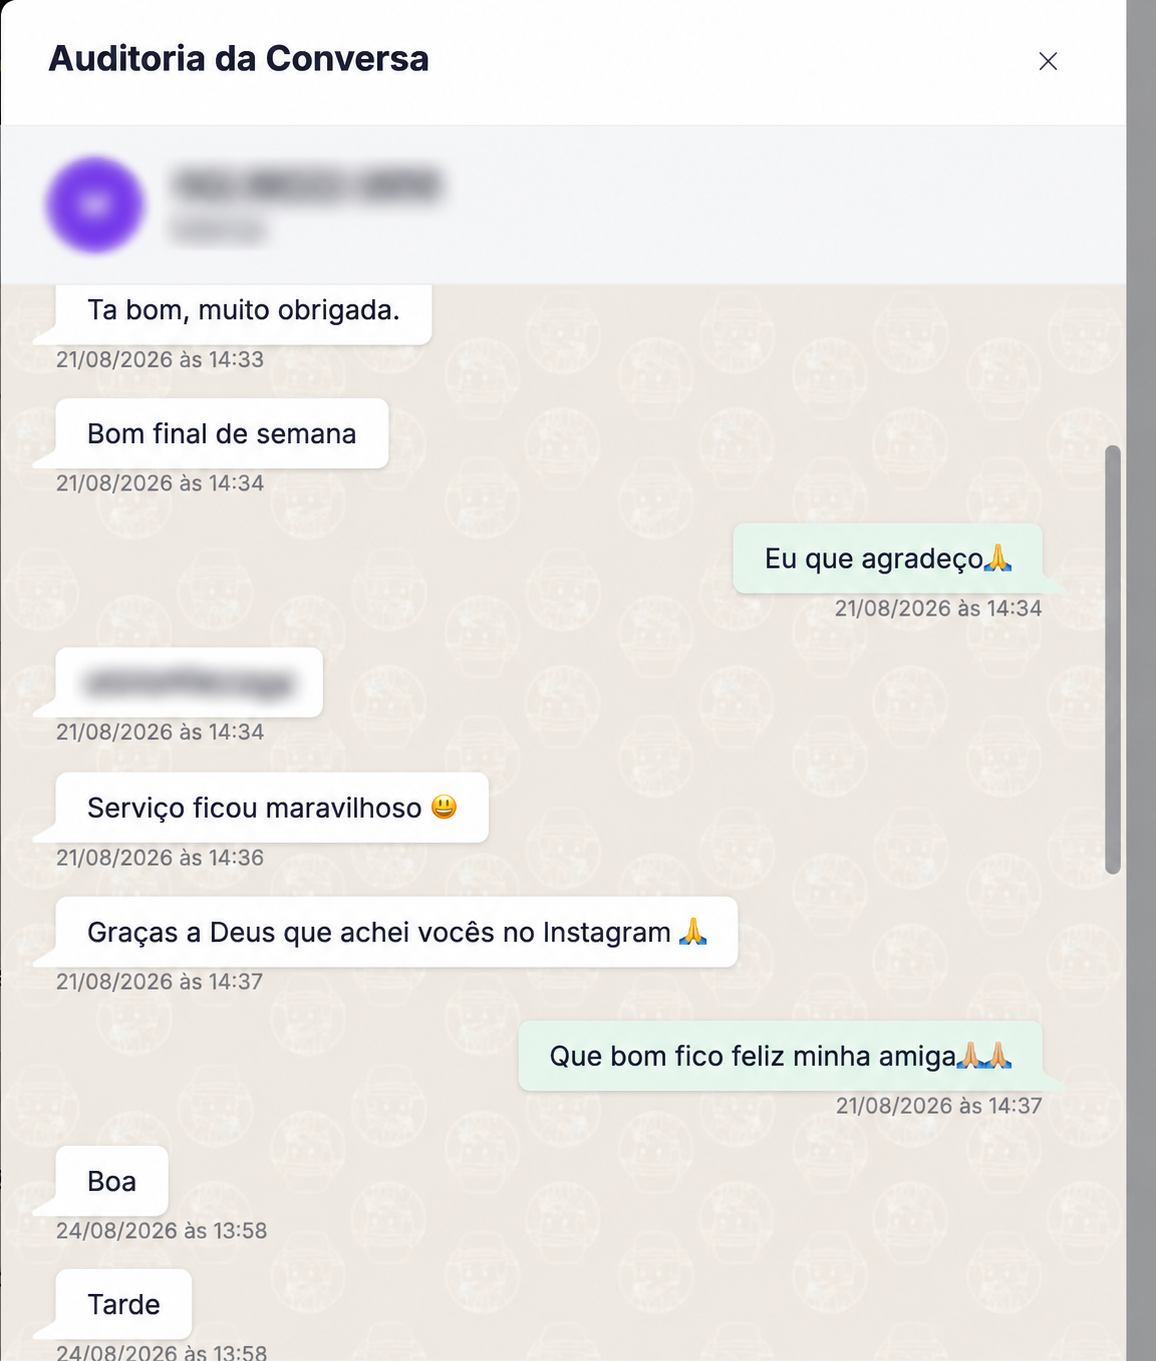 Auditoria da Conversa
Ta bom, muito obrigada.
21/08/2026 às 14:33
Bom final de semana
21/08/2026 às 14:34
Eu que agradeço🙏
21/08/2026 às 14:34
21/08/2026 às 14:34
Serviço ficou maravilhoso 😃
21/08/2026 às 14:36
Graças a Deus que achei vocês no Instagram 🙏
21/08/2026 às 14:37
Que bom fico feliz minha amiga🙏🏼🙏🏼
21/08/2026 às 14:37
Boa
24/08/2026 às 13:58
Tarde
24/08/2026 às 13:58